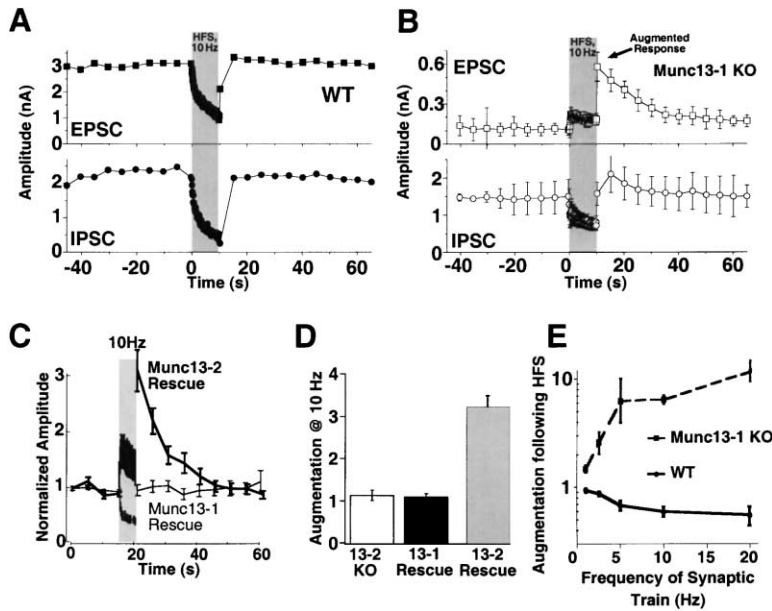 A
HFS,
10 Hz
WT
Amplitude (nA)
3
2
1
0
EPSC
Amplitude (nA)
2
1
0
IPSC
-40 -20 0 20 40 60
Time (s)
B
HFS, 10 Hz
Augmented
Response
EPSC
Munc13-1 KO
Amplitude (nA)
0.6
0.3
0
Amplitude (nA)
2
1
0
IPSC
-40 -20 0 20 40 60
Time (s)
C
10Hz
Munc13-2
Rescue
Normalized Amplitude
3
2
1
0
Munc13-1
Rescue
0 20 40 60
Time (s)
D
Augmentation @ 10 Hz
4
3
2
1
0
13-2 13-1 13-2
KO Rescue Rescue
E
Augmentation following HFS
10
1
Munc13-1 KO
WT
0 5 10 15 20
Frequency of Synaptic
Train (Hz)